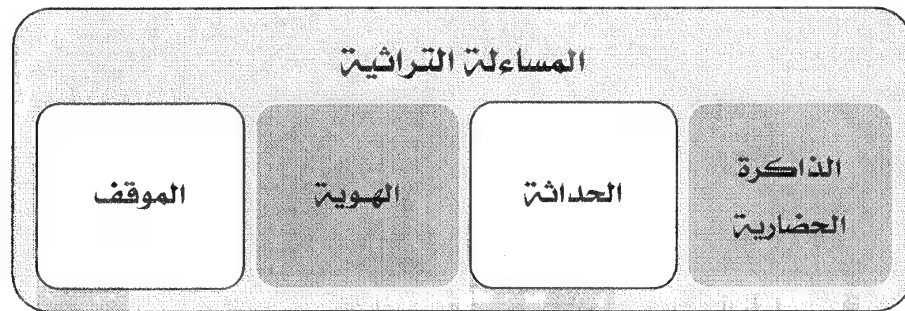 المساءلة التراثية
الذاكرة
الحضارية
الحداثة
الهوية
الموقف